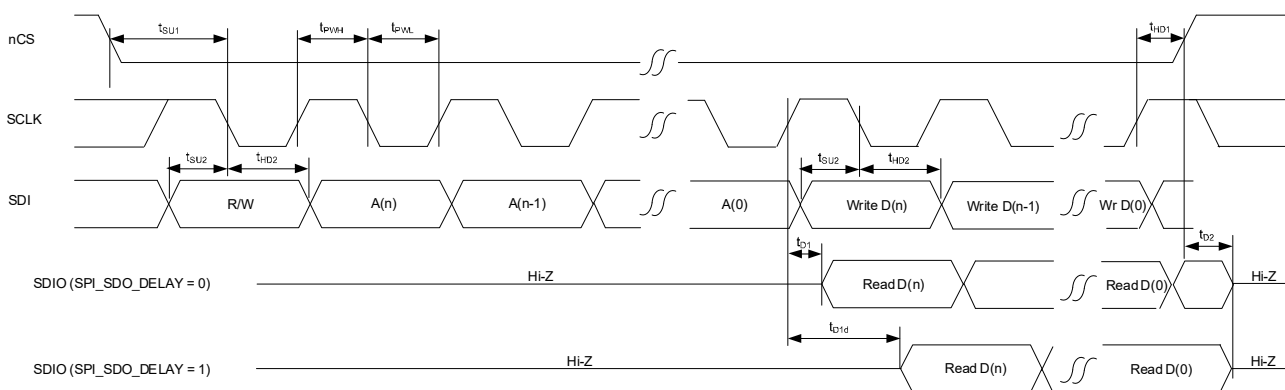 nCS
tSU1
tPWH
tPWL
tHD1
SCLK
tSU2
tHD2
tSU2
tHD2
SDI
R/W
A(n)
A(n-1)
A(0)
Write D(n)
Write D(n-1)
Wr D(0)
tD1
tD2
SDIO (SPI_SDO_DELAY = 0)
Hi-Z
Read D(n)
Read D(0)
Hi-Z
tD1d
SDIO (SPI_SDO_DELAY = 1)
Hi-Z
Read D(n)
Read D(0)
Hi-Z